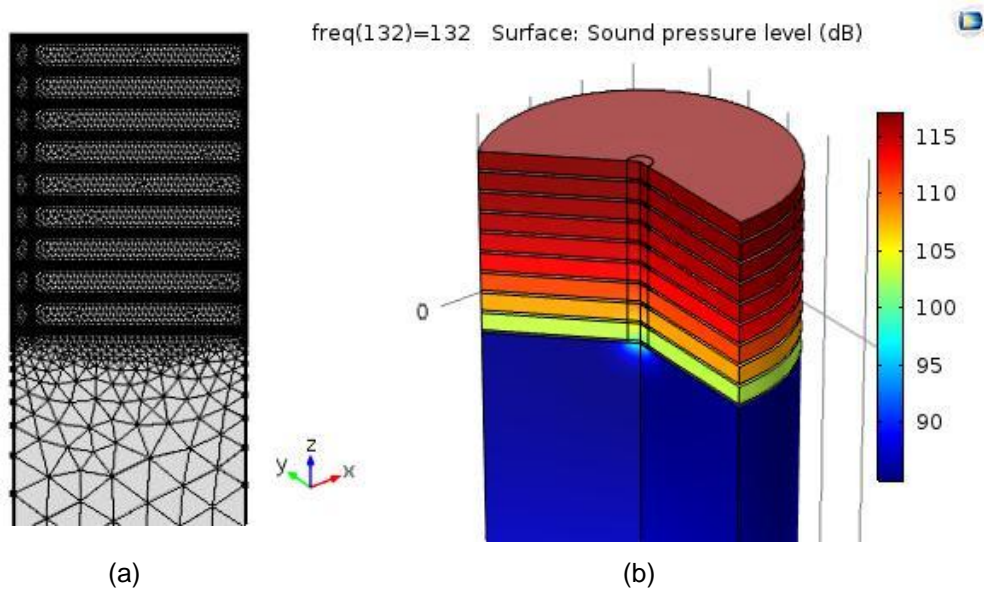 freq(132)=132 Surface: Sound pressure level (dB)
115
110
105
100
95
90
0
z
y
x
(a)
(b)